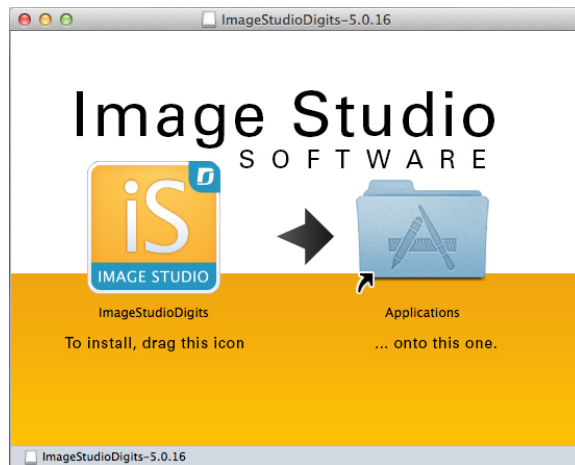 ImageStudioDigits-5.0.16
Image Studio
SOFTWARE
iS
IMAGE STUDIO
ImageStudioDigits
Applications
To install, drag this icon
... onto this one.
ImageStudioDigits-5.0.16